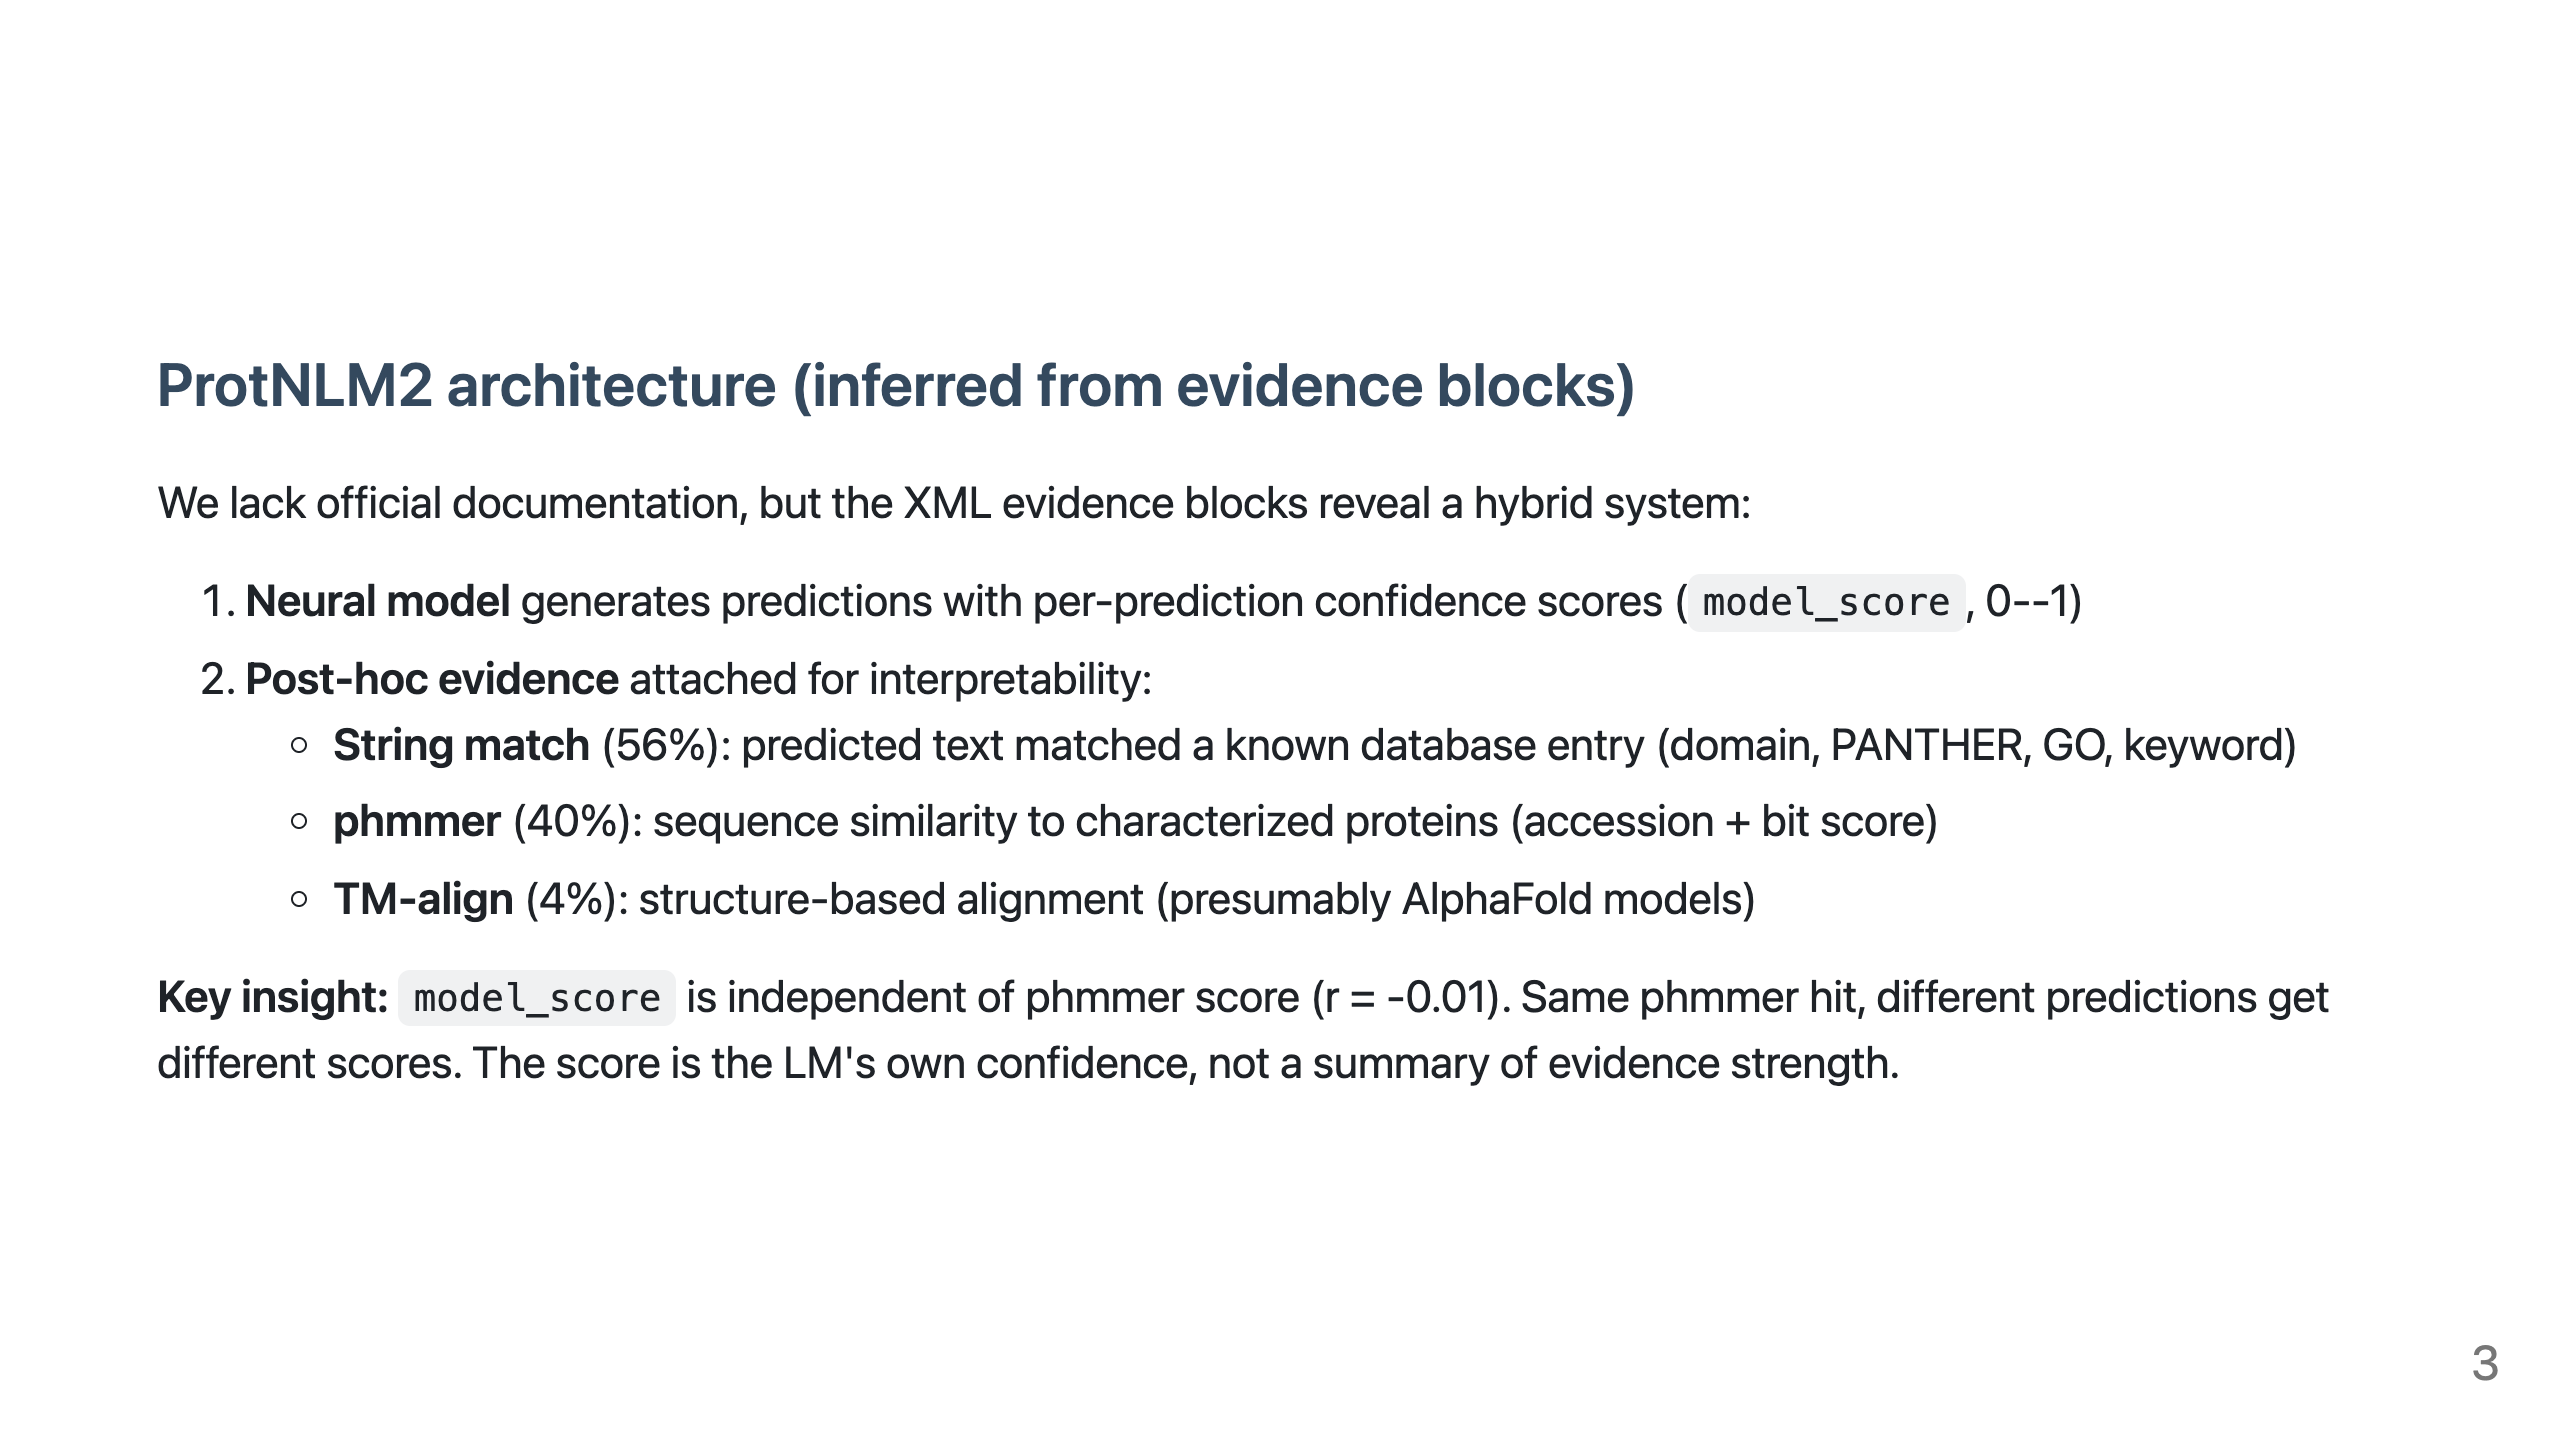 ProtNLM2 architecture (inferred from evidence blocks)
We lack official documentation, but the XML evidence blocks reveal a hybrid system:
1. Neural model generates predictions with per-prediction confidence scores (model_score, 0--1)
2. Post-hoc evidence attached for interpretability:
○ String match (56%): predicted text matched a known database entry (domain, PANTHER, GO, keyword)
○ phmmer (40%): sequence similarity to characterized proteins (accession + bit score)
○ TM-align (4%): structure-based alignment (presumably AlphaFold models)
Key insight: model_score is independent of phmmer score (r = -0.01). Same phmmer hit, different predictions get
different scores. The score is the LM's own confidence, not a summary of evidence strength.
3